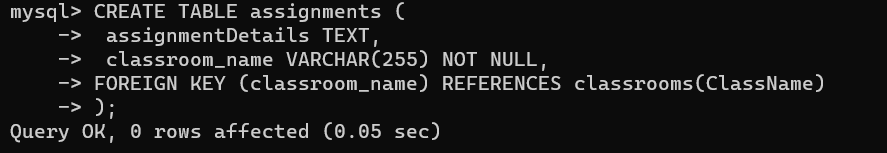 mysql> CREATE TABLE assignments (
    ->  assignmentDetails TEXT,
    ->  classroom_name VARCHAR(255) NOT NULL,
    -> FOREIGN KEY (classroom_name) REFERENCES classrooms(ClassName)
    -> );
Query OK, 0 rows affected (0.05 sec)